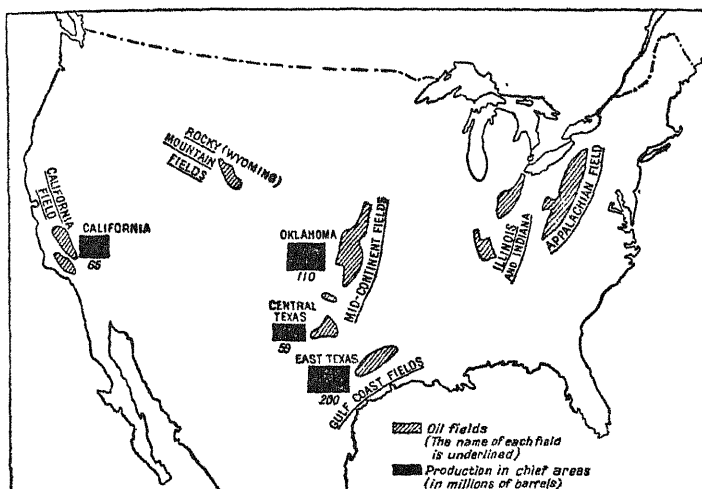 ROCKY (WYOMING)
MOUNTAIN
FIELDS
CALIFORNIA
FIELD
CALIFORNIA
65
OKLAHOMA
110
MID-CONTINENT FIELDS
CENTRAL
TEXAS
59
EAST TEXAS
200
GULF COAST FIELDS
ILLINOIS
AND INDIANA
APPALACHIAN FIELD
Oil fields
(The name of each field
is underlined)
Production in chief areas
(in millions of barrels)